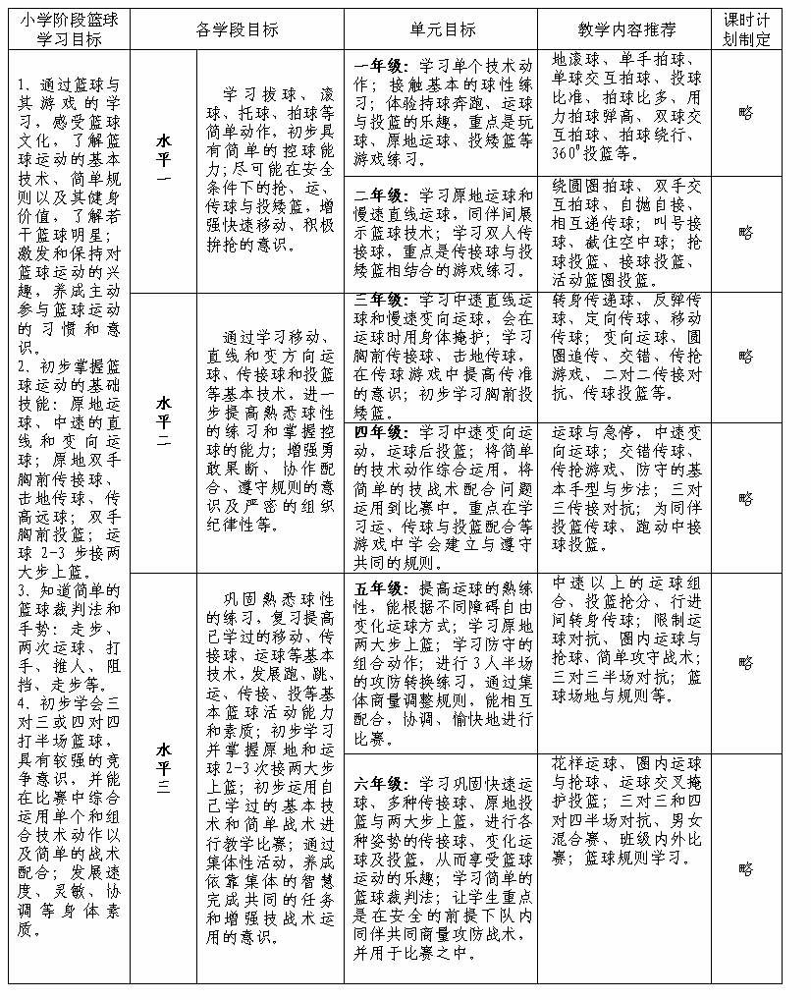 小学阶段篮球
学习目标
各学段目标
单元目标
教学内容推荐
课时计
划制定
1、通过篮球与
其游戏的学
习，感受篮球
文化，了解篮
球运动的基本
技术、简单规
则以及其健身
价值，了解若
干篮球明星；
激发和保持对
篮球运动的兴
趣，养成主动
参与篮球运动
的习惯和意
识。
2、初步掌握篮
球运动的基础
技能：原地运
球、中速的直
线和变向运
球；原地双手
胸前传接球、
击地传球、传
高远球；双手
胸前投篮；运
球2-3步接两
大步上篮。
3、知道简单的
篮球裁判法和
手势：走步、
两次运球、打
手、推人、阻
挡、走步等。
4、初步学会三
对三或四对四
打半场篮球，
具有较强的竞
争意识，并能
在比赛中综合
运用单个和组
合技术动作以
及简单的战术
配合；发展速
度、灵敏、协
调等身体素
质。
水
平
一
学习拔球、滚
球、托球、拍球等
简单动作，初步具
有简单的控球能
力；尽可能在安全
条件下的抢、运、
传球与投矮篮，增
强快速移动、积极
拚抢的意识。
一年级：学习单个技术动
作；接触基本的球性练
习；体验持球奔跑、运球
与投篮的乐趣，重点是玩
球、原地运球、投矮篮等
游戏练习。
地滚球、单手拍球、
单球交互拍球、投球
比准、拍球比多、用
力拍球弹高、双球交
互拍球、拍球绕行、
360⁰投篮等。
略
二年级：学习原地运球和
慢速直线运球，同伴间展
示篮球技术；学习双人传
接球，重点是传接球与投
矮篮相结合的游戏练习。
绕圆圈拍球、双手交
互拍球、自抛自接、
相互递传球；叫号接
球、截住空中球；抢
球投篮、接球投篮、
活动篮圈投篮。
略
水
平
二
通过学习移动、
直线和变方向运
球、传接球和投篮
等基本技术，进一
步提高熟悉球性
的练习和掌握控
球的能力；增强勇
敢果断、协作配
合、遵守规则的意
识及严密的组织
纪律性等。
三年级：学习中速直线运
球和慢速变向运球，会在
运球时用身体掩护；学习
胸前传接球、击地传球，
在传球游戏中提高传准
的意识；初步学习胸前投
矮篮。
转身传递球、反弹传
球、定向传球、移动
传球；变向运球、圆
圈追传、交错、传抢
游戏、二对二传接对
抗、传球投篮等。
略
四年级：学习中速变向运
动，运球后投篮；将简单
的技术动作综合运用，将
简单的技战术配合问题
运用到比赛中。重点在学
习运、传球与投篮配合等
游戏中学会建立与遵守
共同的规则。
运球与急停，中速变
向运球；交错传球、
传抢游戏、防守的基
本手型与步法；三对
三传接对抗；为同伴
投篮传球、跑动中接
球投篮。
略
水
平
三
巩固熟悉球性
的练习，复习提高
已学过的移动、传
接球、运球等基本
技术，发展跑、跳、
运、传接、投等基
本篮球活动能力
和素质；初步学习
并掌握原地和运
球2-3次接两大步
上篮；初步运用自
己学过的基本技
术和简单战术进
行教学比赛；通过
集体性活动，养成
依靠集体的智慧
完成共同的任务
和增强技战术运
用的意识。
五年级：提高运球的熟练
性，能根据不同障碍自由
变化运球方式；学习原地
两大步上篮；学习防守的
组合动作；进行3人半场
的攻防转换练习，通过集
体商量调整规则，能相互
配合，协调、愉快地进行
比赛。
中速以上的运球组
合、投篮抢分、行进
间转身传球；限制运
球对抗、圈内运球与
抢球、简单攻守战术；
三对三半场对抗；篮
球场地与规则等。
略
六年级：学习巩固快速运
球、多种传接球、原地投
篮与两大步上篮，进行各
种姿势的传接球、变化运
球及投篮，从而享受篮球
运动的乐趣；学习简单的
篮球裁判法；让学生重点
是在安全的前提下队内
同伴共同商量攻防战术，
并用于比赛之中。
花样运球、圈内运球
与抢球、运球交叉掩
护投篮；三对三和四
对四半场对抗、男女
混合赛、班级内外比
赛；篮球规则学习。
略